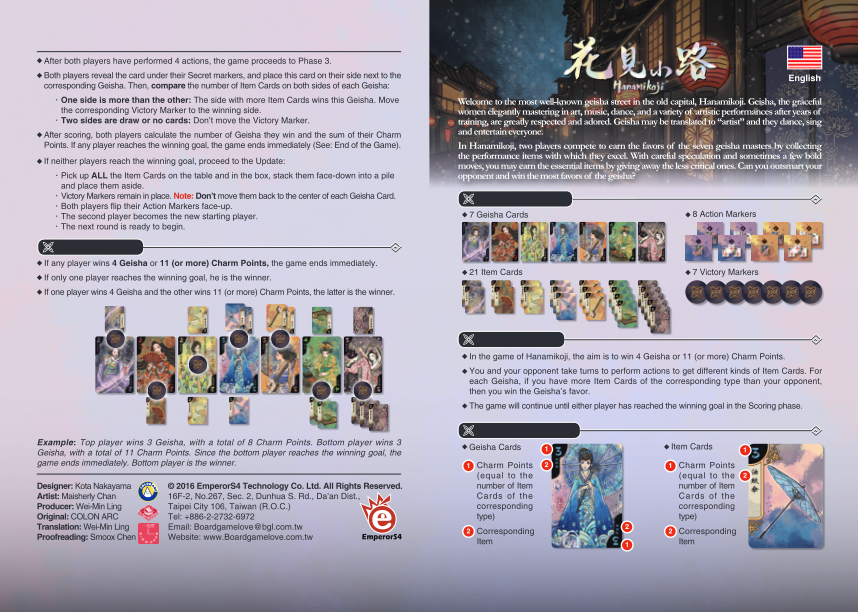 ◆ After both players have performed 4 actions, the game proceeds to Phase 3.
◆ Both players reveal the card under their Secret markers, and place this card on their side next to the
corresponding Geisha. Then, compare the number of Item Cards on both sides of each Geisha:
· One side is more than the other: The side with more Item Cards wins this Geisha. Move
the corresponding Victory Marker to the winning side.
· Two sides are draw or no cards: Don't move the Victory Marker.
◆ After scoring, both players calculate the number of Geisha they win and the sum of their Charm
Points. If any player reaches the winning goal, the game ends immediately (See: End of the Game).
◆ If neither players reach the winning goal, proceed to the Update:
· Pick up ALL the Item Cards on the table and in the box, stack them face-down into a pile
and place them aside.
· Victory Markers remain in place. Note: Don't move them back to the center of each Geisha Card.
· Both players flip their Action Markers face-up.
· The second player becomes the new starting player.
· The next round is ready to begin.
◆ If any player wins 4 Geisha or 11 (or more) Charm Points, the game ends immediately.
◆ If only one player reaches the winning goal, he is the winner.
◆ If one player wins 4 Geisha and the other wins 11 (or more) Charm Points, the latter is the winner.
Example: Top player wins 3 Geisha, with a total of 8 Charm Points. Bottom player wins 3
Geisha, with a total of 11 Charm Points. Since the bottom player reaches the winning goal, the
game ends immediately. Bottom player is the winner.
Designer: Kota Nakayama
Artist: Maisherly Chan
Producer: Wei-Min Ling
Original: COLON ARC
Translation: Wei-Min Ling
Proofreading: Smoox Chen
© 2016 EmperorS4 Technology Co. Ltd. All Rights Reserved.
16F-2, No.267, Sec. 2, Dunhua S. Rd., Da'an Dist.,
Taipei City 106, Taiwan (R.O.C.)
Tel: +886-2-2732-6972
Email: Boardgamelove@bgl.com.tw
Website: www.Boardgamelove.com.tw
e
EmperorS4
花見小路
Hanamikoji
English
Welcome to the most well-known geisha street in the old capital, Hanamikoji. Geisha, the graceful
women elegantly mastering in art, music, dance, and a variety of artistic performances after years of
training, are greatly respected and adored. Geisha may be translated to "artist" and they dance, sing
and entertain everyone.
In Hanamikoji, two players compete to earn the favors of the seven geisha masters by collecting
the performance items with which they excel. With careful speculation and sometimes a few bold
moves, you may earn the essential items by giving away the less critical ones. Can you outsmart your
opponent and win the most favors of the geisha?
◆ 7 Geisha Cards
◆ 8 Action Markers
◆ 21 Item Cards
◆ 7 Victory Markers
◆ In the game of Hanamikoji, the aim is to win 4 Geisha or 11 (or more) Charm Points.
◆ You and your opponent take turns to perform actions to get different kinds of Item Cards. For
each Geisha, if you have more Item Cards of the corresponding type than your opponent,
then you win the Geisha's favor.
◆ The game will continue until either player has reached the winning goal in the Scoring phase.
◆ Geisha Cards
1 Charm Points
(equal to the
number of Item
Cards of the
corresponding
type)
2 Corresponding
Item
1
3
2
2
1
◆ Item Cards
1 Charm Points
(equal to the
number of Item
Cards of the
corresponding
type)
2 Corresponding
Item
1
3
2